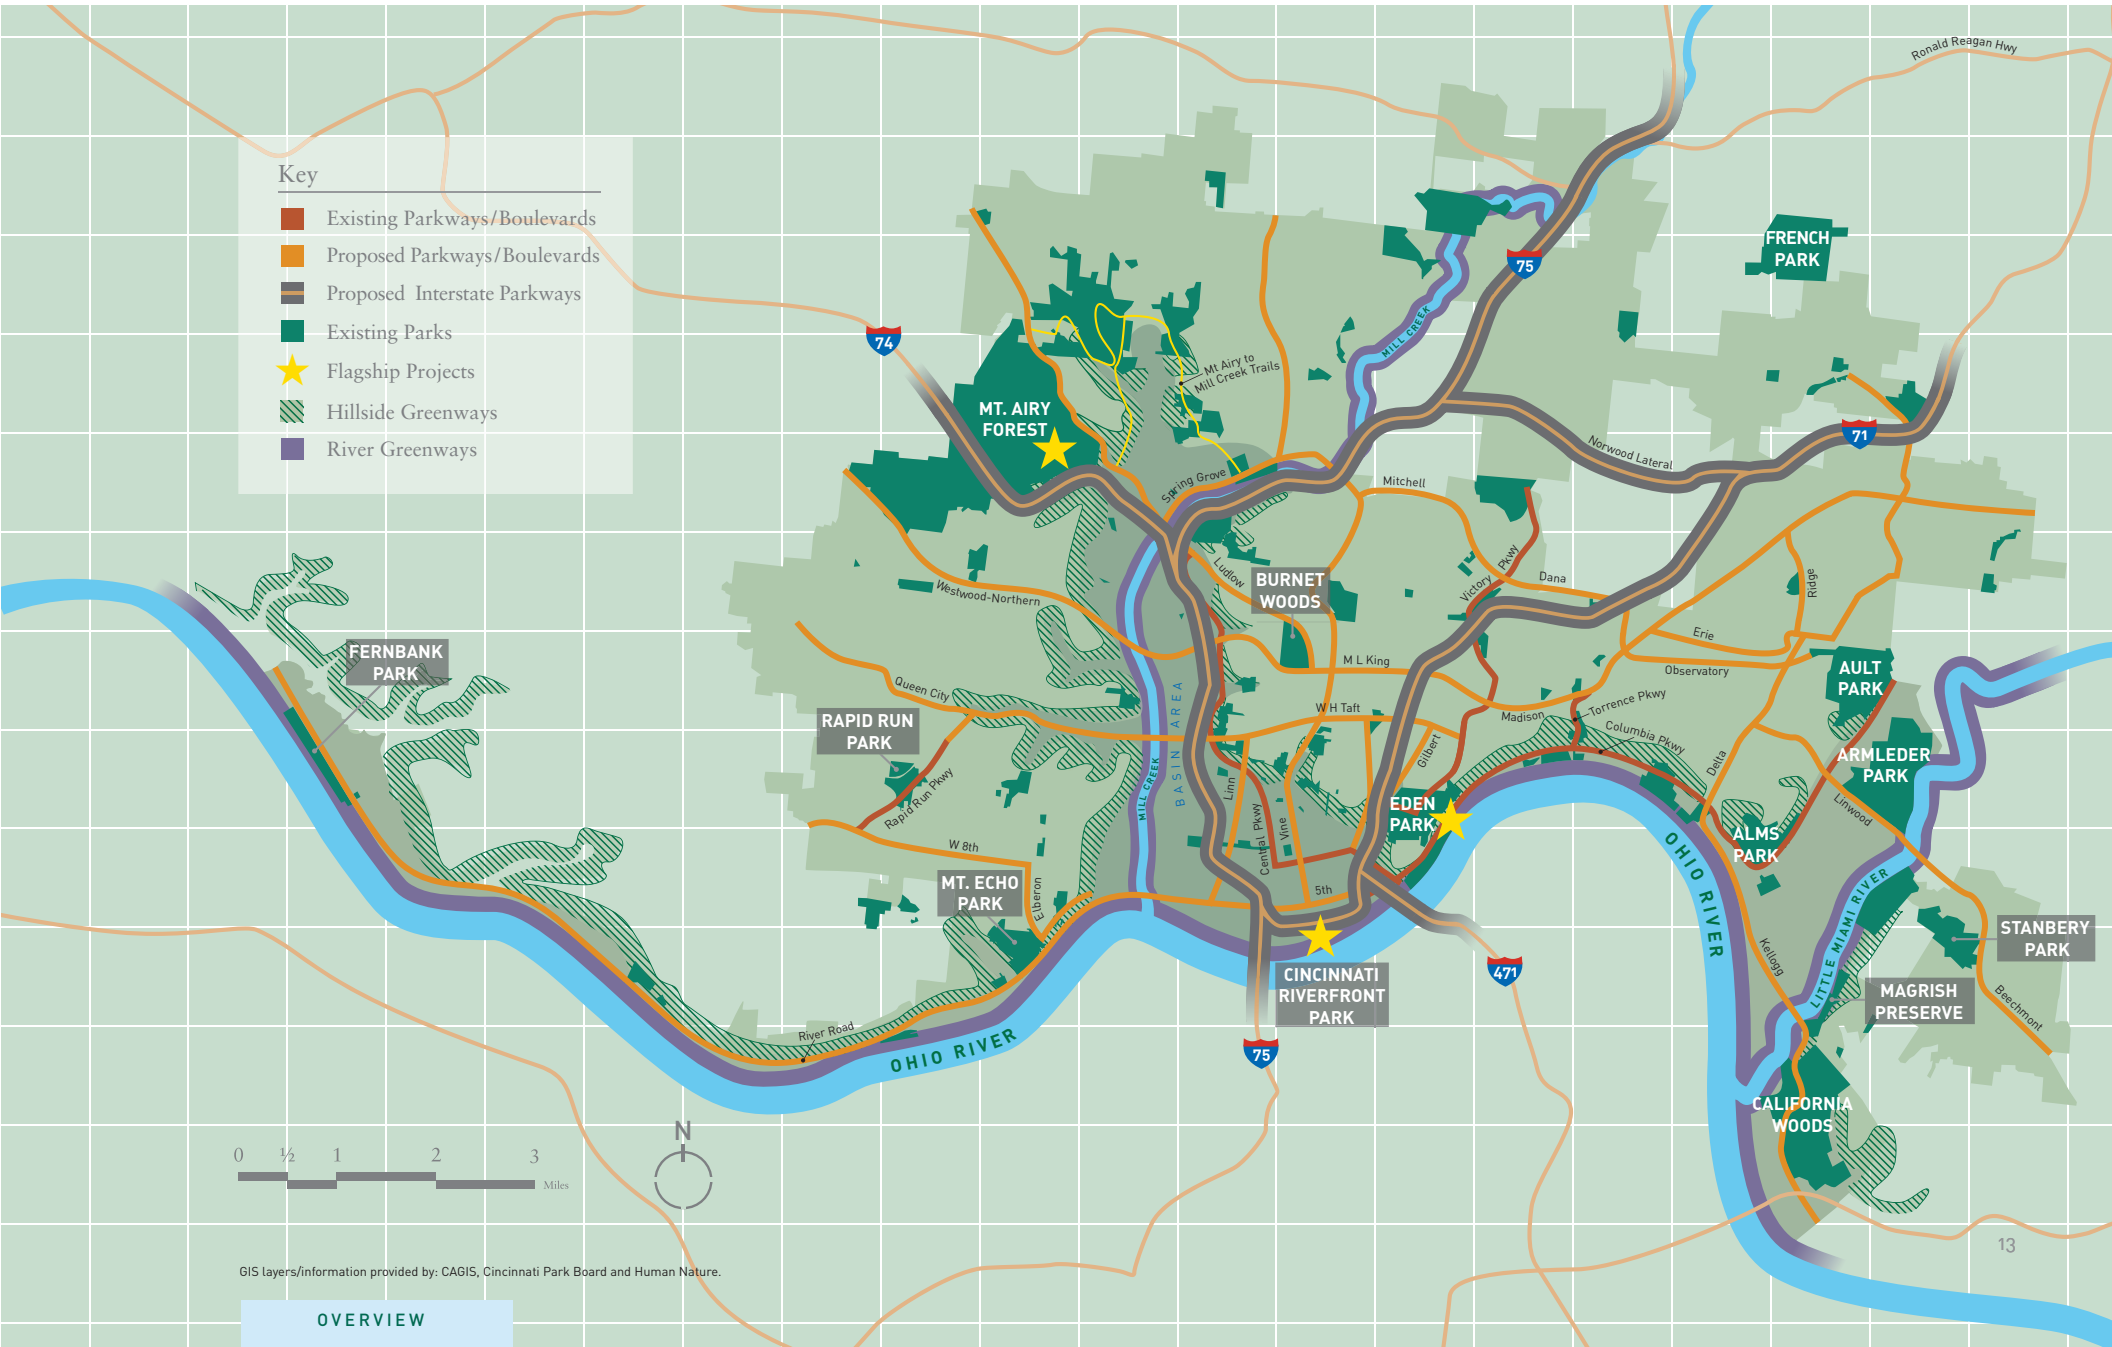 Ronald Reagan Hwy
Key
Existing Parkways/Boulevards
Proposed Parkways/Boulevards
Proposed Interstate Parkways
Existing Parks
Flagship Projects
Hillside Greenways
River Greenways
FRENCH
PARK
75
74
MILL CREEK
Mt Airy to
Mill Creek Trails
MT. AIRY
FOREST
71
Norwood Lateral
Spring Grove
Mitchell
Victory Pkwy
Dana
Ridge
Ludlow
BURNET
WOODS
Westwood-Northern
Erie
Observatory
M L King
FERNBANK
PARK
AULT
PARK
Queen City
BASIN AREA
W H Taft
Madison
Torrence Pkwy
Columbia Pkwy
RAPID RUN
PARK
Gilbert
Delta
ARMLEDER
PARK
Rapid Run Pkwy
MILL CREEK
Linn
Central Pkwy
Vine
EDEN
PARK
Linwood
ALMS
PARK
OHIO RIVER
W 8th
MT. ECHO
PARK
Elberon
5th
LITTLE MIAMI RIVER
STANBERY
PARK
Kellogg
471
CINCINNATI
RIVERFRONT
PARK
MAGRISH
PRESERVE
Beechmont
River Road
OHIO RIVER
75
CALIFORNIA
WOODS
N
0 ½ 1 2 3
Miles
13
GIS layers/information provided by: CAGIS, Cincinnati Park Board and Human Nature.
OVERVIEW